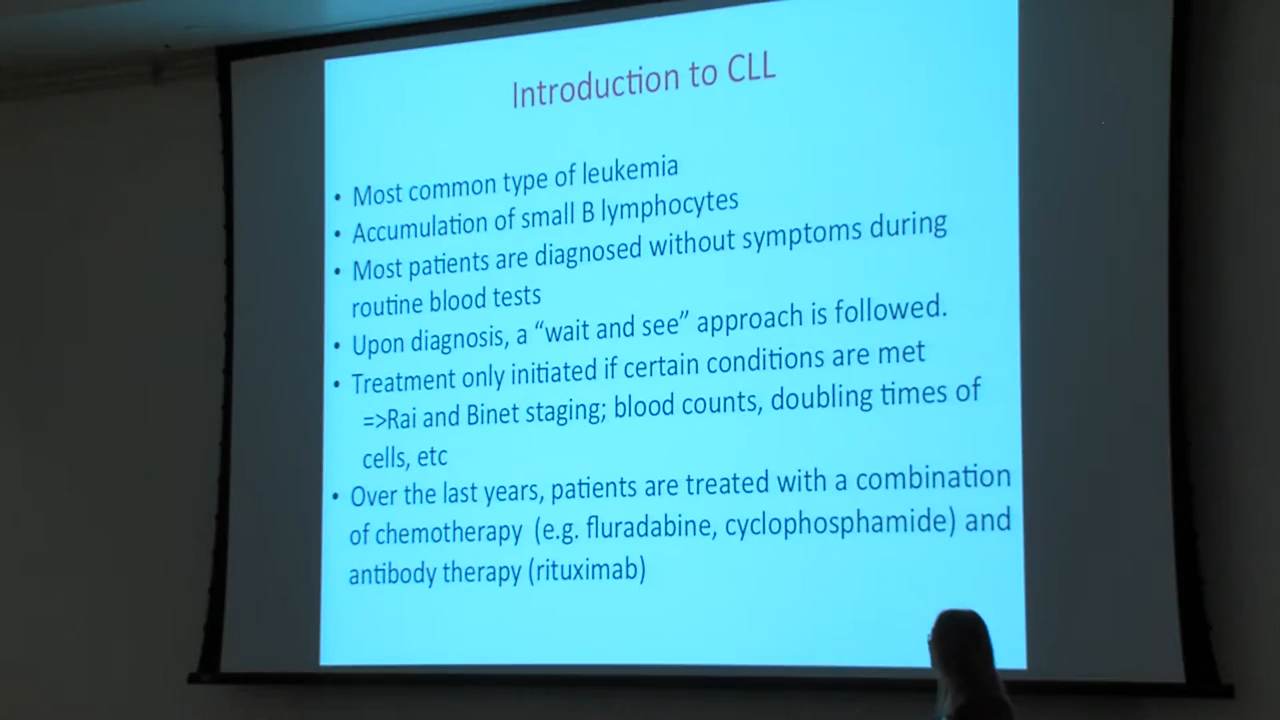 Introduction to CLL
• Most common type of leukemia
• Accumulation of small B lymphocytes
• Most patients are diagnosed without symptoms during
routine blood tests
• Upon diagnosis, a “wait and see” approach is followed.
• Treatment only initiated if certain conditions are met
=>Rai and Binet staging; blood counts, doubling times of
cells, etc
• Over the last years, patients are treated with a combination
of chemotherapy (e.g. fluradabine, cyclophosphamide) and
antibody therapy (rituximab)